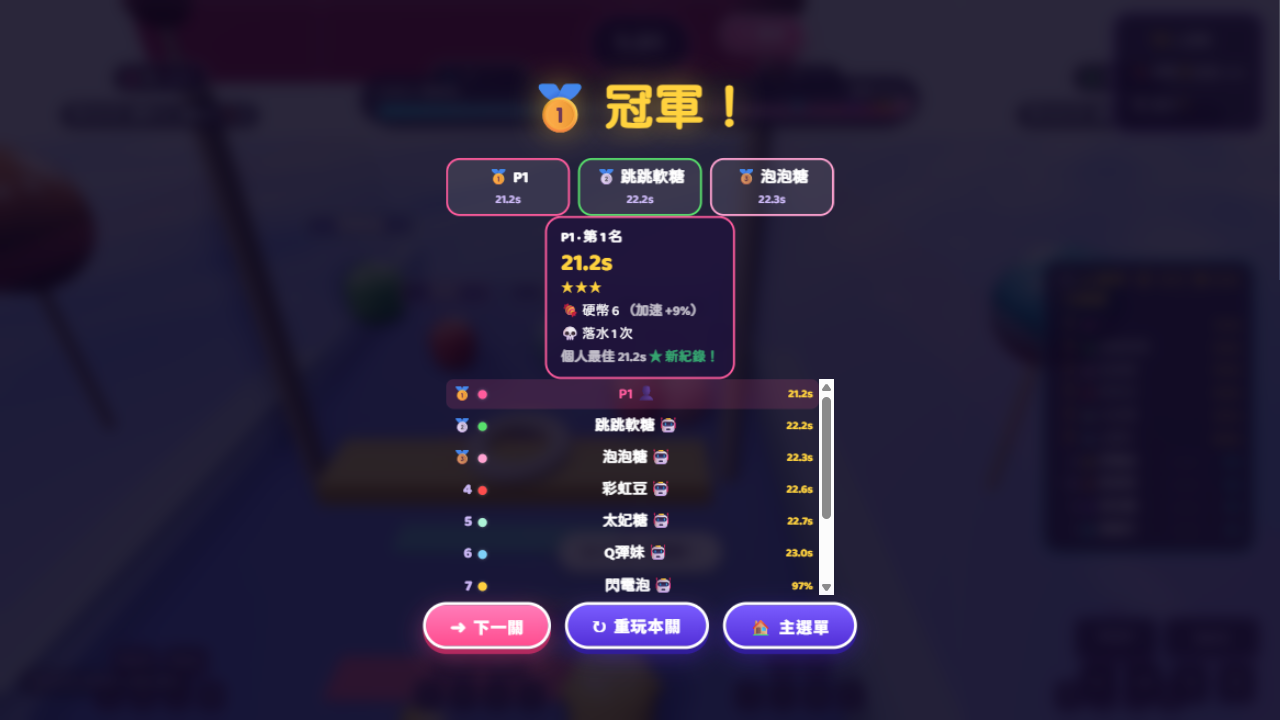 冠軍！
P1
21.2s
跳跳軟糖
22.2s
泡泡糖
22.3s
P1 · 第 1 名
21.2s
★★★
硬幣 6 （加速 +9%）
落水 1 次
個人最佳 21.2s ★ 新紀錄！
P1 21.2s
跳跳軟糖 22.2s
泡泡糖 22.3s
4 彩虹豆 22.6s
5 太妃糖 22.7s
6 Q彈妹 23.0s
7 閃電泡 97%
→ 下一關
↻ 重玩本關
主選單